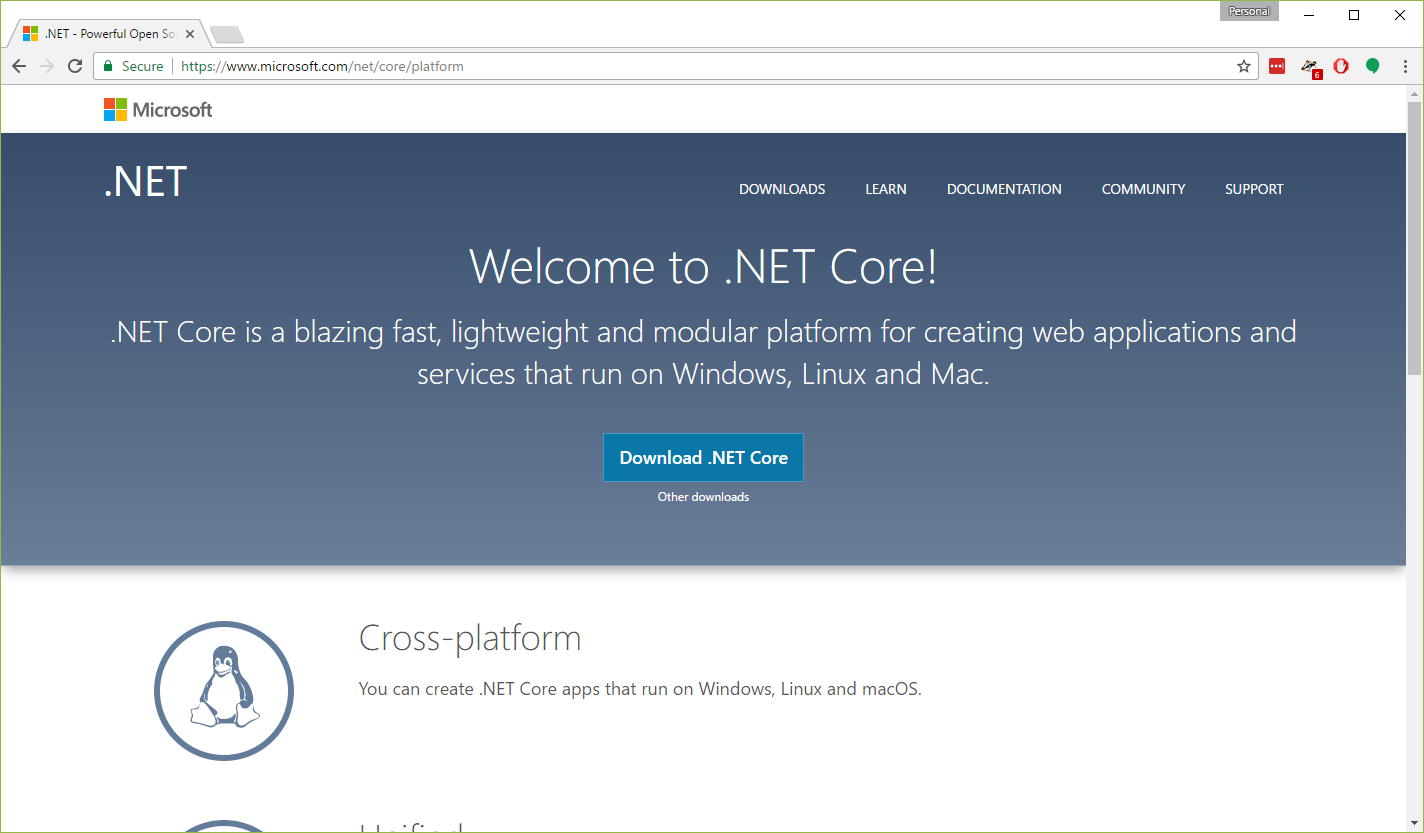 Personal
.NET - Powerful Open So
Secure
https://www.microsoft.com/net/core/platform
6
Microsoft
.NET
DOWNLOADS LEARN DOCUMENTATION COMMUNITY SUPPORT
Welcome to .NET Core!
.NET Core is a blazing fast, lightweight and modular platform for creating web applications and
services that run on Windows, Linux and Mac.
Download .NET Core
Other downloads
Cross-platform
You can create .NET Core apps that run on Windows, Linux and macOS.